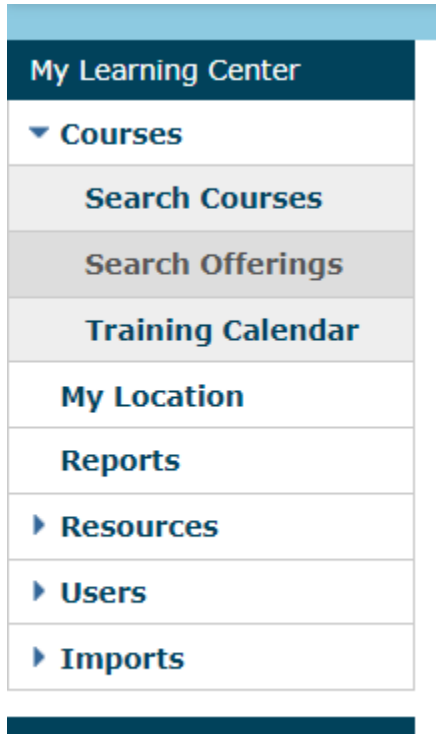 My Learning Center
Courses
Search Courses
Search Offerings
Training Calendar
My Location
Reports
Resources
Users
Imports